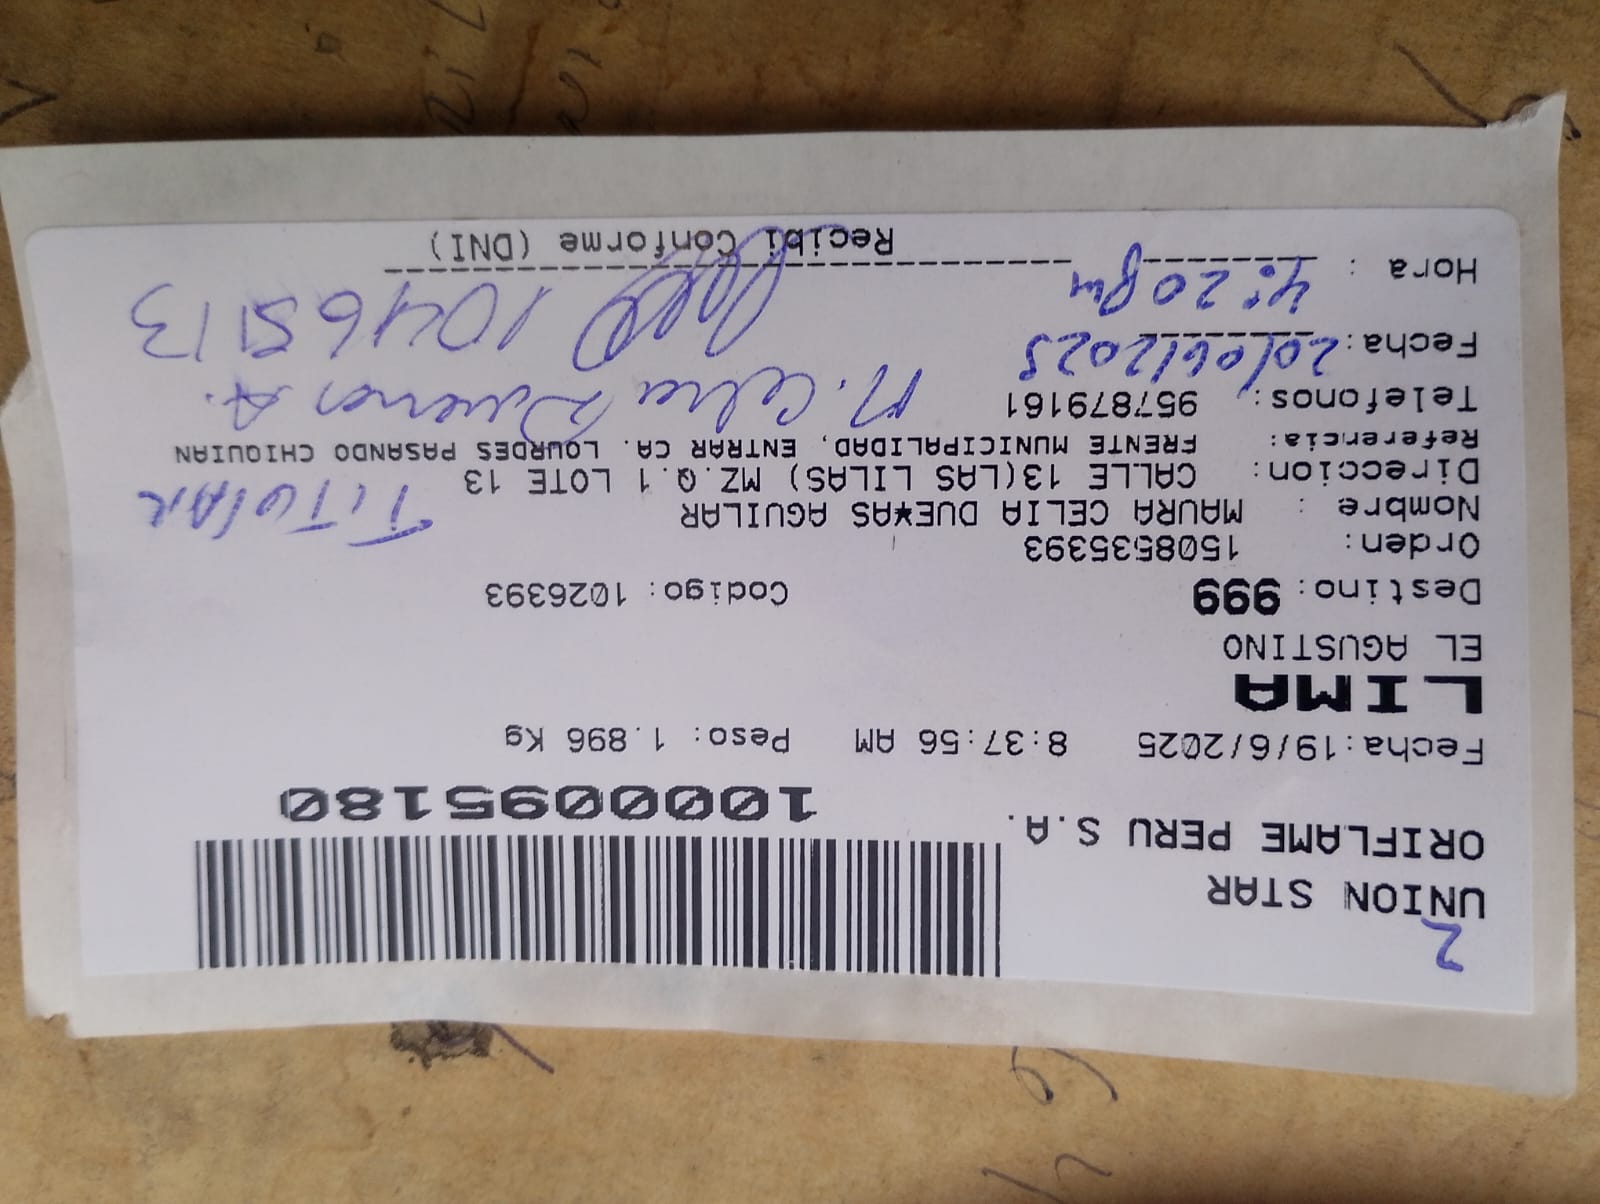 2
UNION STAR
ORIFLAME PERU S.A.
1000095180
Fecha:19/6/2025 8:37:56 AM Peso: 1.896 Kg
LIMA
EL AGUSTINO
Destino: 999 Codigo: 1026393
Orden: 1508535393
Nombre : MAURA CELIA DUE*AS AGUILAR
TITULAR
Direccion: CALLE 13(LAS LILAS) MZ.Q.1 LOTE 13
Referencia: FRENTE MUNICIPALIDAD, ENTRAR CA. LOURDES PASANDO CHIQUIAN
Telefonos: 957879161
M. Celia Dueñas A.
Fecha: 20/06/2025
10465113
Hora : 4:20 pm
Recibi Conforme (DNI)